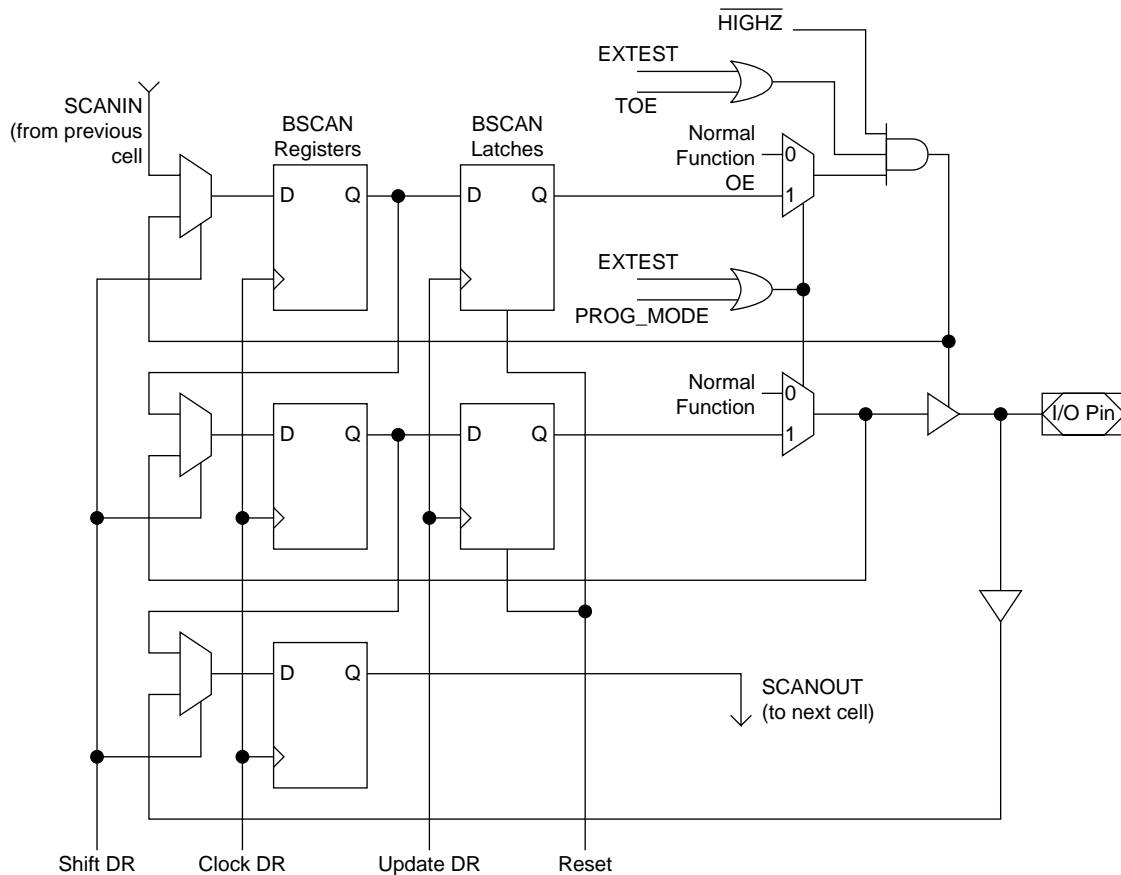 HIGHZ
EXTEST
TOE
SCANIN
(from previous
cell)
BSCAN
Registers
BSCAN
Latches
Normal
Function
OE
0
1
D Q
D Q
EXTEST
PROG_MODE
Normal
Function
0
1
I/O Pin
D Q
D Q
D Q
SCANOUT
(to next cell)
Shift DR
Clock DR
Update DR
Reset